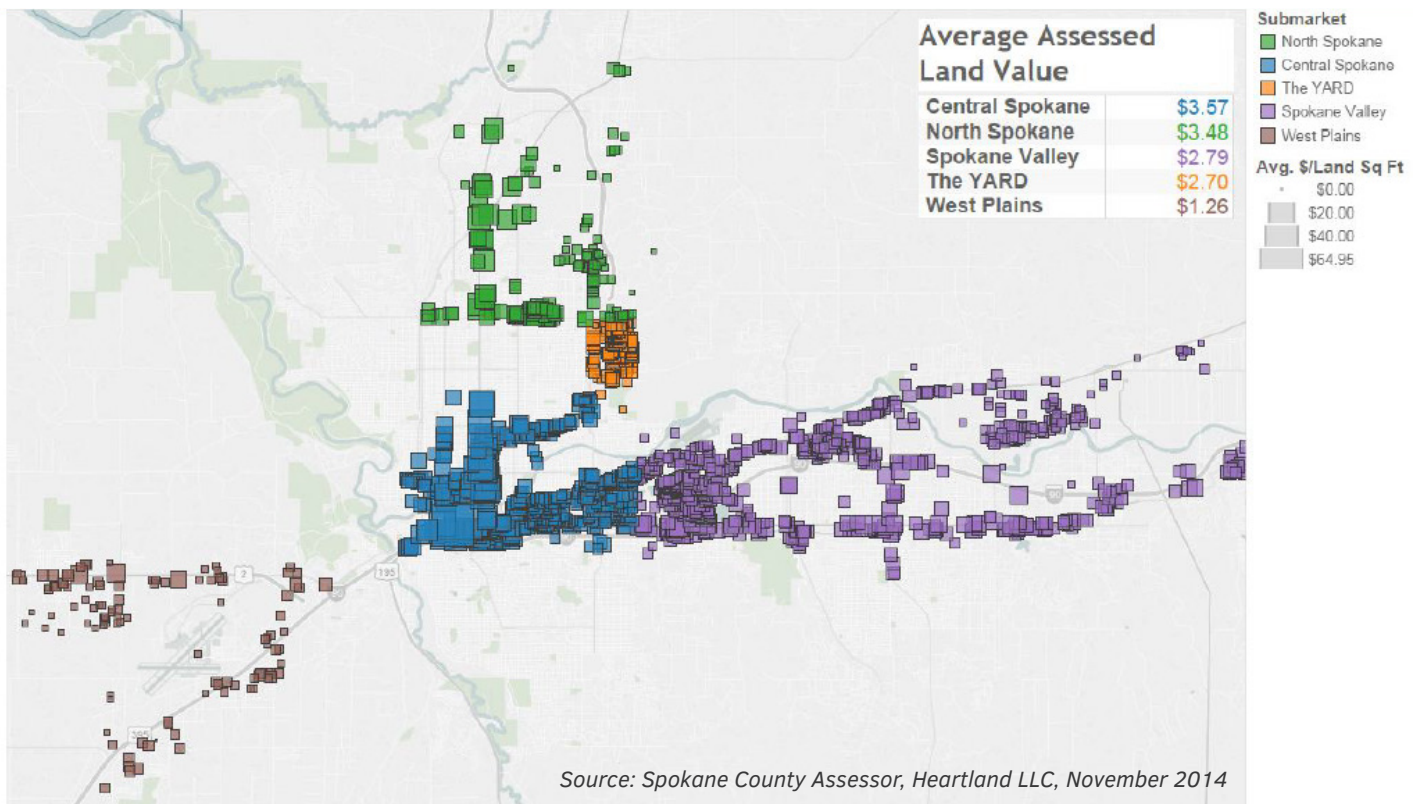 Average Assessed
Land Value
Central Spokane $3.57
North Spokane $3.48
Spokane Valley $2.79
The YARD $2.70
West Plains $1.26
Submarket
North Spokane
Central Spokane
The YARD
Spokane Valley
West Plains
Avg. $/Land Sq Ft
$0.00
$20.00
$40.00
$64.95
90
2
195
395
Source: Spokane County Assessor, Heartland LLC, November 2014